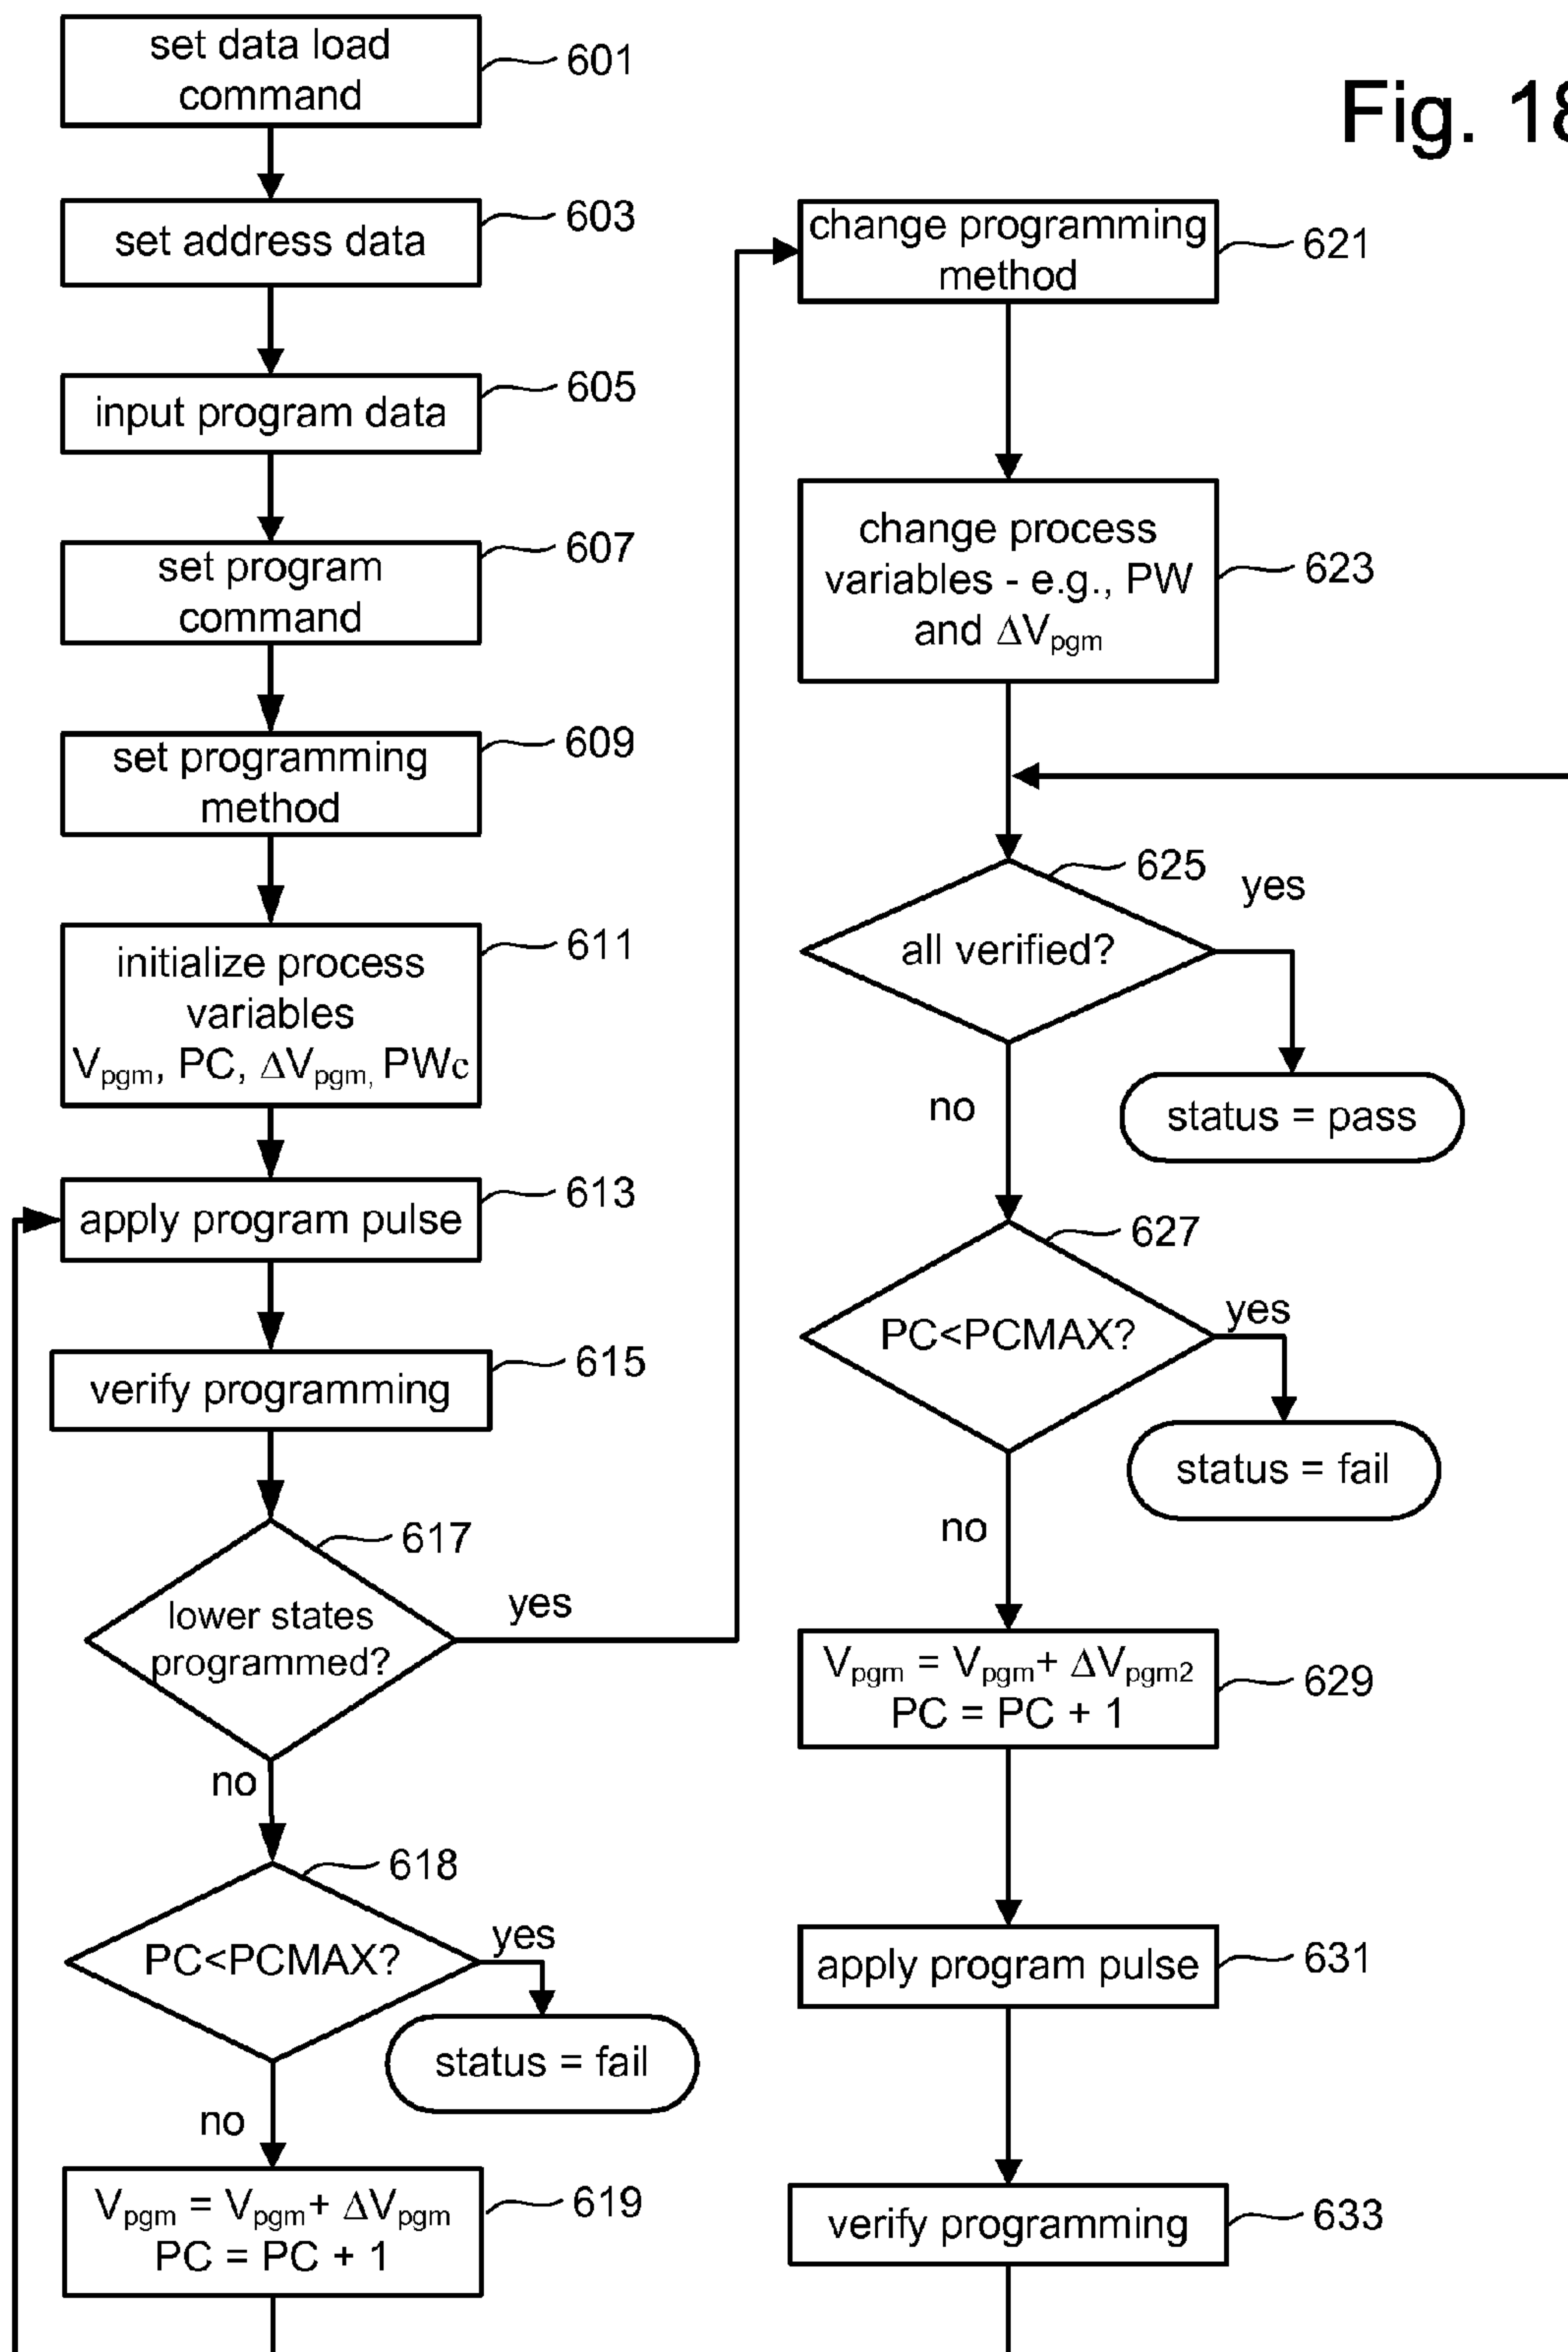 Fig. 18
set data load
command
601
set address data
603
input program data
605
set program
command
607
set programming
method
609
initialize process
variables
Vpgm, PC, ΔVpgm, PWc
611
apply program pulse
613
verify programming
615
lower states
programmed?
617
yes
no
PC<PCMAX?
618
yes
status = fail
no
Vpgm = Vpgm+ ΔVpgm
PC = PC + 1
619
change programming
method
621
change process
variables - e.g., PW
and ΔVpgm
623
all verified?
625
yes
status = pass
no
PC<PCMAX?
627
yes
status = fail
no
Vpgm = Vpgm+ ΔVpgm2
PC = PC + 1
629
apply program pulse
631
verify programming
633